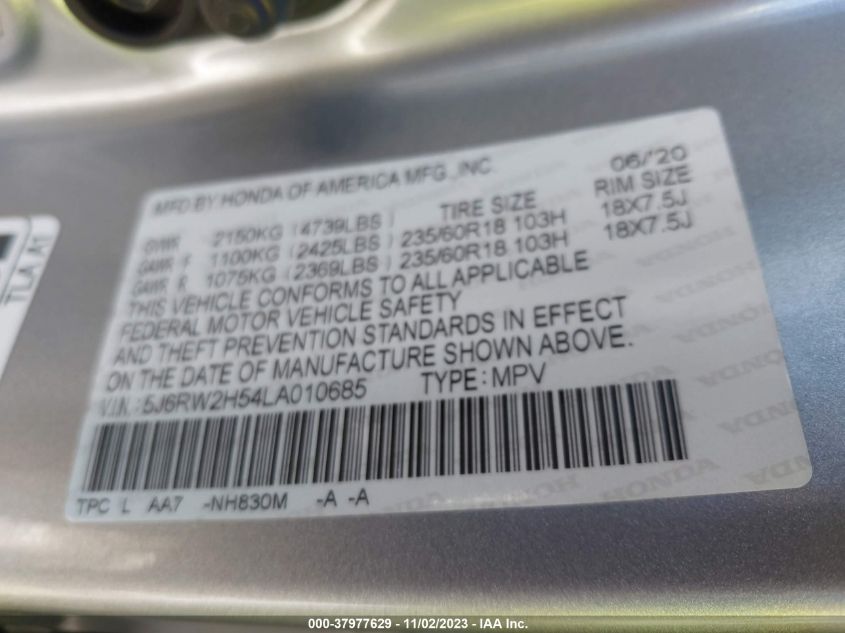 MFD BY HONDA OF AMERICA MFG., INC. 06/'20
TIRE SIZE RIM SIZE
GVWR 2150KG (4739LBS)
GAWR F 1100KG (2425LBS) 235/60R18 103H 18X7.5J
GAWR R 1075KG (2369LBS) 235/60R18 103H 18X7.5J
THIS VEHICLE CONFORMS TO ALL APPLICABLE
FEDERAL MOTOR VEHICLE SAFETY
AND THEFT PREVENTION STANDARDS IN EFFECT
ON THE DATE OF MANUFACTURE SHOWN ABOVE.
V.I.N.: 5J6RW2H54LA010685 TYPE: MPV
TPC L AA7 -NH830M -A -A
TLA A1
HONDA
000-37977629 - 11/02/2023 - IAA Inc.